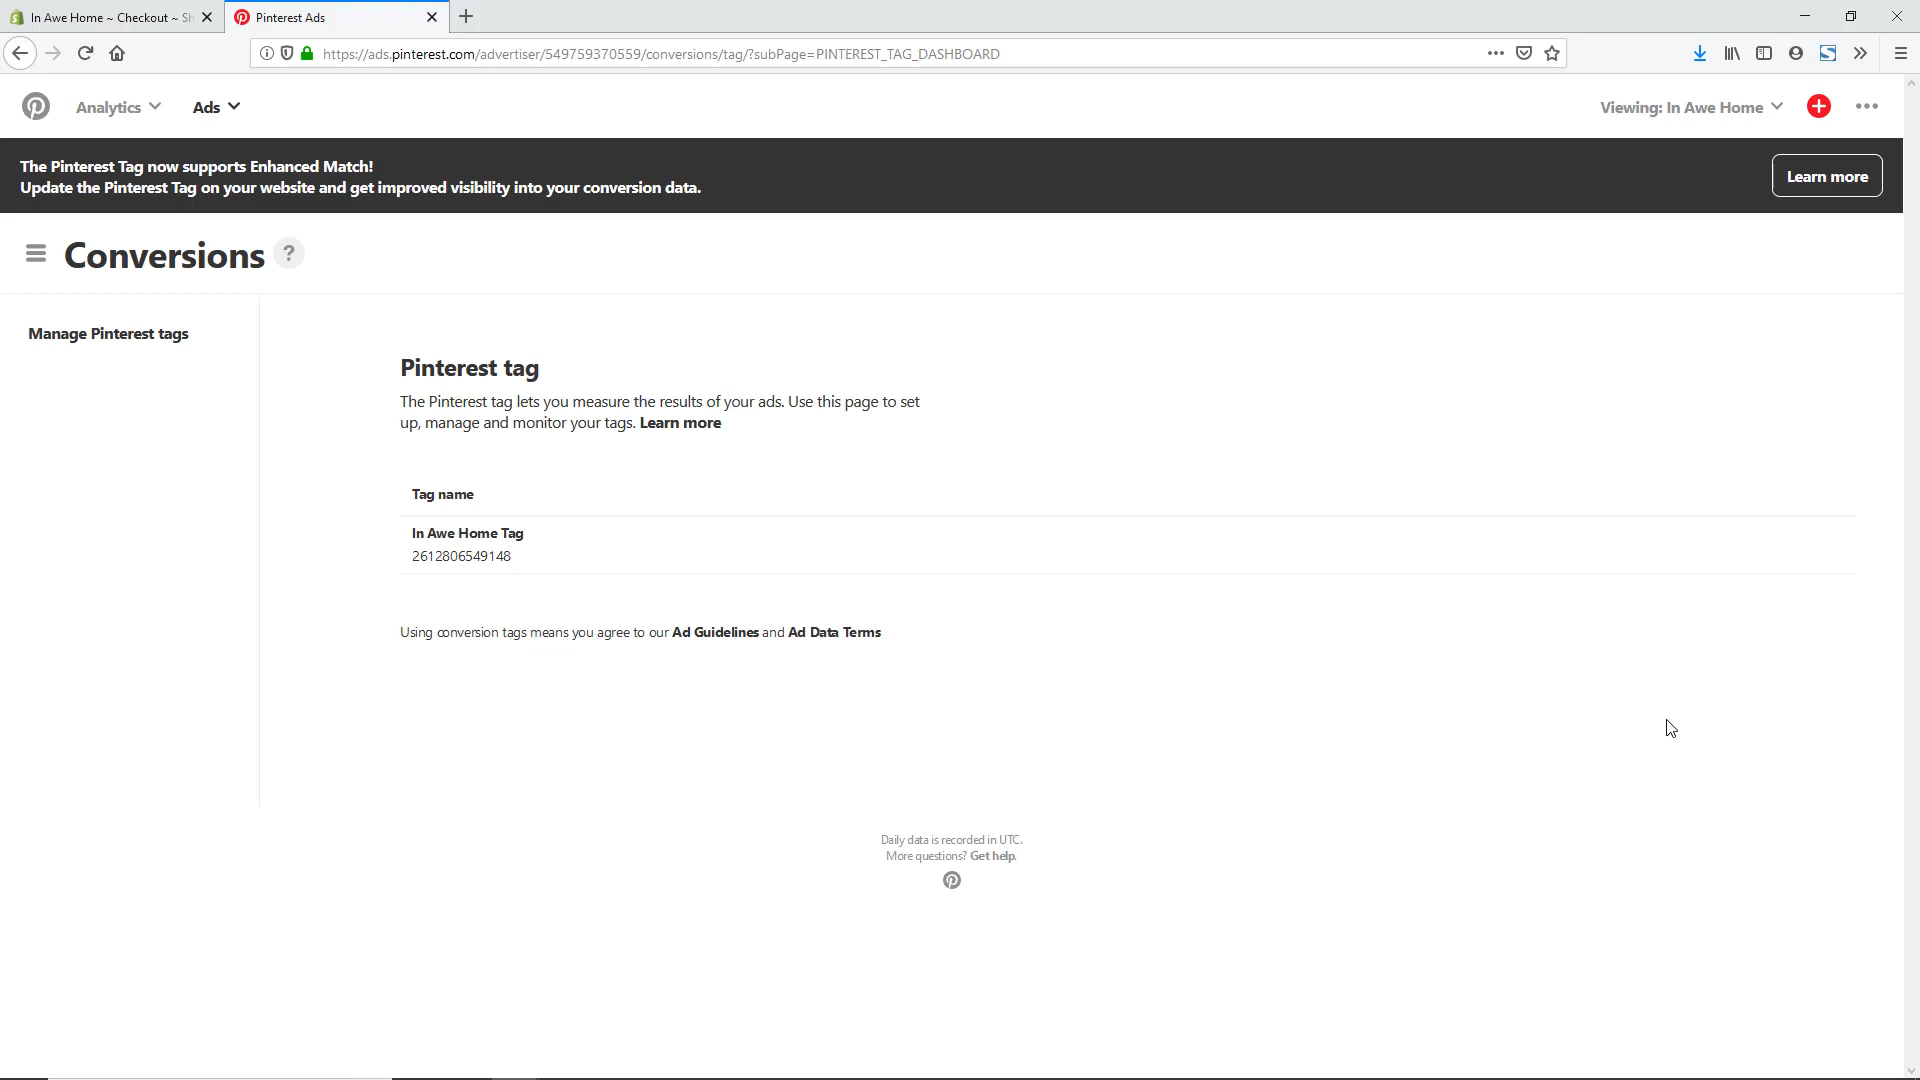 In Awe Home ~ Checkout ~ Sh
Pinterest Ads
https://ads.pinterest.com/advertiser/549759370559/conversions/tag/?subPage=PINTEREST_TAG_DASHBOARD
Analytics
Ads
Viewing: In Awe Home
The Pinterest Tag now supports Enhanced Match!
Update the Pinterest Tag on your website and get improved visibility into your conversion data.
Learn more
Conversions ?
Manage Pinterest tags
Pinterest tag
The Pinterest tag lets you measure the results of your ads. Use this page to set
up, manage and monitor your tags. Learn more
Tag name
In Awe Home Tag
2612806549148
Using conversion tags means you agree to our Ad Guidelines and Ad Data Terms
Daily data is recorded in UTC.
More questions? Get help.